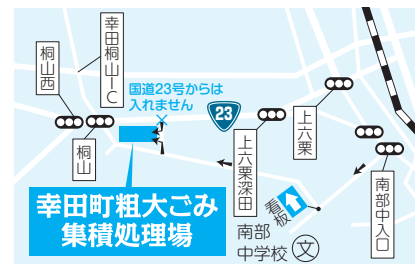 桐山西
幸田桐山IC
国道23号からは
入れません
23
桐山
上六栗深田
上六栗
南部中入口
看板
南部
中学校
文
幸田町粗大ごみ
集積処理場